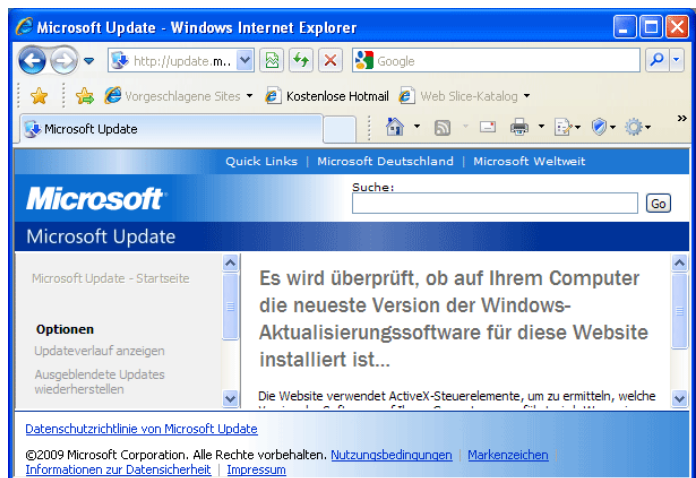 Microsoft Update - Windows Internet Explorer
http://update.m..
Google
Vorgeschlagene Sites
Kostenlose Hotmail
Web Slice-Katalog
Microsoft Update
»
Quick Links | Microsoft Deutschland | Microsoft Weltweit
Microsoft
Suche:
Go
Microsoft Update
Microsoft Update - Startseite
Optionen
Updateverlauf anzeigen
Ausgeblendete Updates
wiederherstellen
Es wird überprüft, ob auf Ihrem Computer
die neueste Version der Windows-
Aktualisierungssoftware für diese Website
installiert ist...
Die Website verwendet ActiveX-Steuerelemente, um zu ermitteln, welche
Datenschutzrichtlinie von Microsoft Update
©2009 Microsoft Corporation. Alle Rechte vorbehalten. Nutzungsbedingungen | Markenzeichen |
Informationen zur Datensicherheit | Impressum